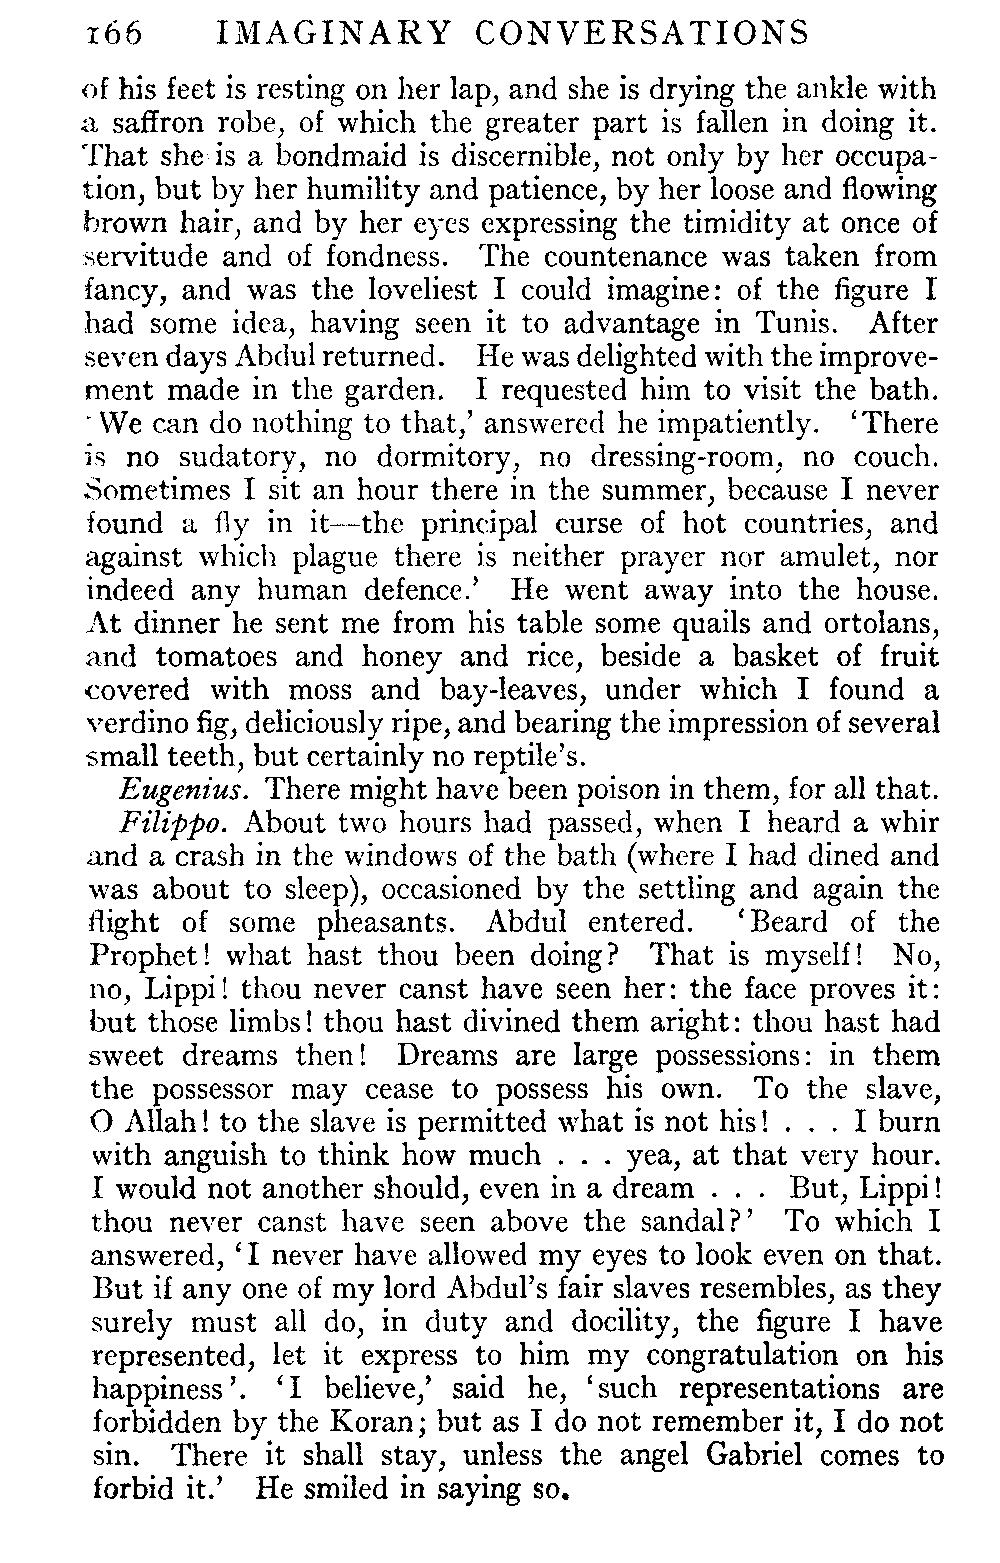 166 IMAGINARY CONVERSATIONS
of his feet is resting on her lap, and she is drying the ankle with
a saffron robe, of which the greater part is fallen in doing it.
That she is a bondmaid is discernible, not only by her occupa-
tion, but by her humility and patience, by her loose and flowing
brown hair, and by her eyes expressing the timidity at once of
servitude and of fondness. The countenance was taken from
fancy, and was the loveliest I could imagine: of the figure I
had some idea, having seen it to advantage in Tunis. After
seven days Abdul returned. He was delighted with the improve-
ment made in the garden. I requested him to visit the bath.
'We can do nothing to that,' answered he impatiently. 'There
is no sudatory, no dormitory, no dressing-room, no couch.
Sometimes I sit an hour there in the summer, because I never
found a fly in it—the principal curse of hot countries, and
against which plague there is neither prayer nor amulet, nor
indeed any human defence.' He went away into the house.
At dinner he sent me from his table some quails and ortolans,
and tomatoes and honey and rice, beside a basket of fruit
covered with moss and bay-leaves, under which I found a
verdino fig, deliciously ripe, and bearing the impression of several
small teeth, but certainly no reptile's.
Eugenius. There might have been poison in them, for all that.
Filippo. About two hours had passed, when I heard a whir
and a crash in the windows of the bath (where I had dined and
was about to sleep), occasioned by the settling and again the
flight of some pheasants. Abdul entered. 'Beard of the
Prophet! what hast thou been doing? That is myself! No,
no, Lippi! thou never canst have seen her: the face proves it:
but those limbs! thou hast divined them aright: thou hast had
sweet dreams then! Dreams are large possessions: in them
the possessor may cease to possess his own. To the slave,
O Allah! to the slave is permitted what is not his! . . . I burn
with anguish to think how much . . . yea, at that very hour.
I would not another should, even in a dream . . . But, Lippi!
thou never canst have seen above the sandal?' To which I
answered, 'I never have allowed my eyes to look even on that.
But if any one of my lord Abdul's fair slaves resembles, as they
surely must all do, in duty and docility, the figure I have
represented, let it express to him my congratulation on his
happiness'. 'I believe,' said he, 'such representations are
forbidden by the Koran; but as I do not remember it, I do not
sin. There it shall stay, unless the angel Gabriel comes to
forbid it.' He smiled in saying so.